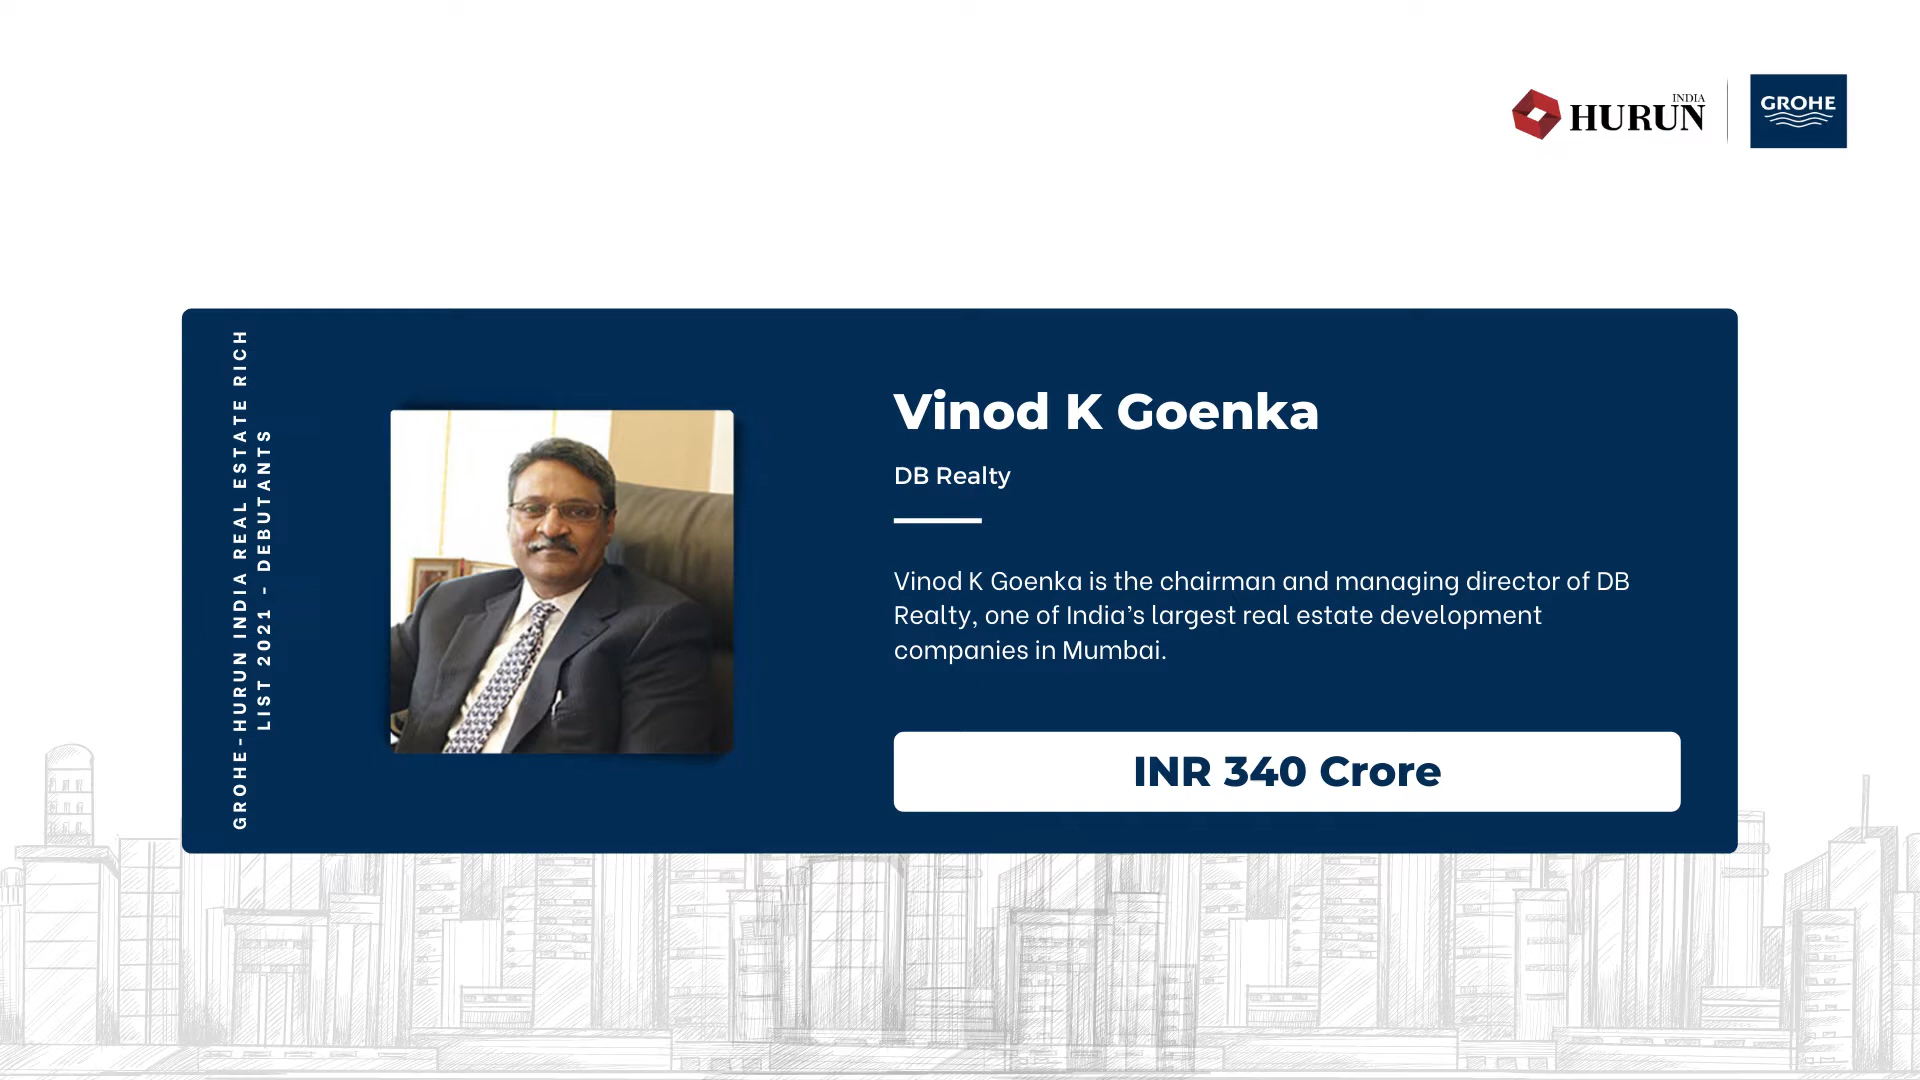 INDIA
HURUN
GROHE
GROHE-HURUN INDIA REAL ESTATE RICH
LIST 2021 - DEBUTANTS
Vinod K Goenka
DB Realty
Vinod K Goenka is the chairman and managing director of DB
Realty, one of India’s largest real estate development
companies in Mumbai.
INR 340 Crore